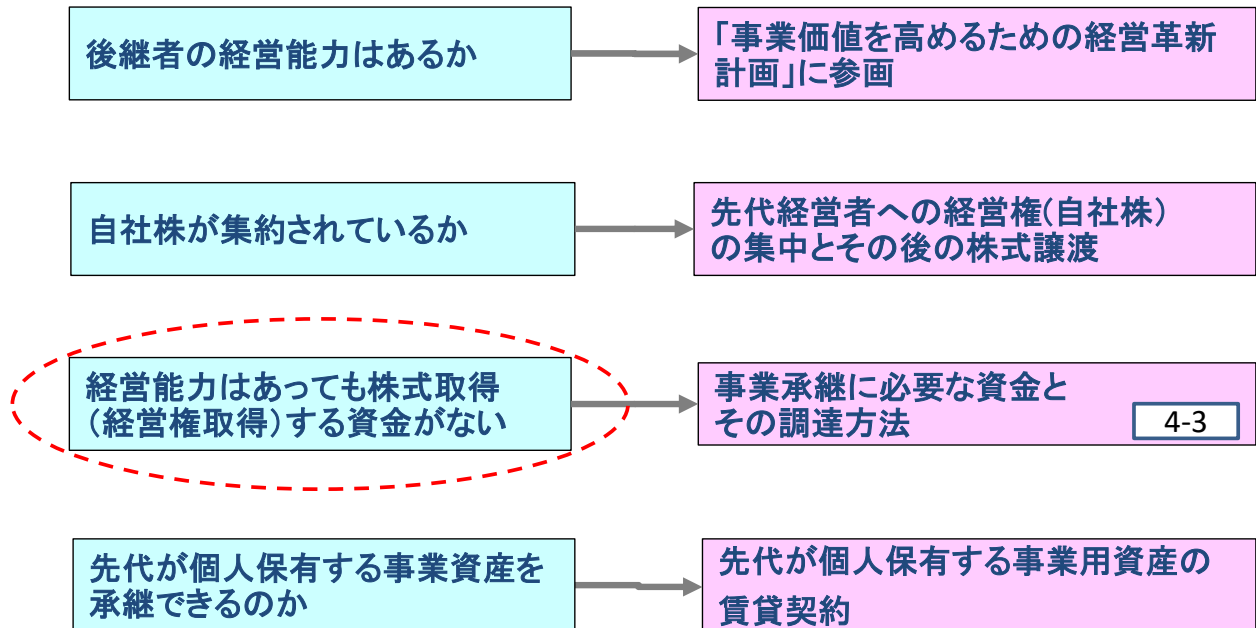 後継者の経営能力はあるか
「事業価値を高めるための経営革新
計画」に参画
自社株が集約されているか
先代経営者への経営権(自社株)
の集中とその後の株式譲渡
経営能力はあっても株式取得
(経営権取得)する資金がない
事業承継に必要な資金と
その調達方法
4-3
先代が個人保有する事業資産を
承継できるのか
先代が個人保有する事業用資産の
賃貸契約